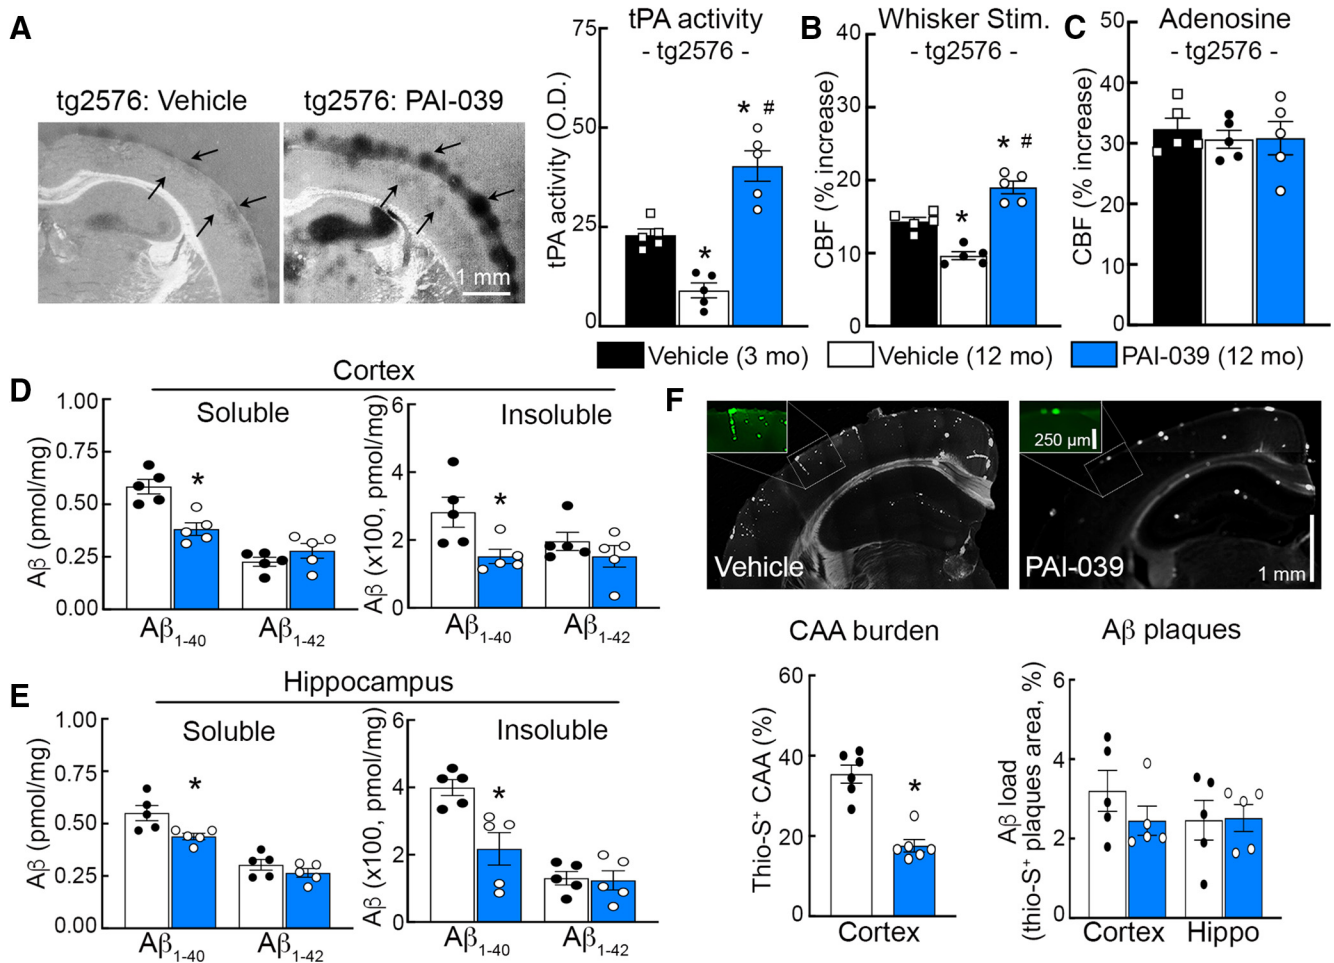 A
tg2576: Vehicle
tg2576: PAI-039
1 mm
tPA activity
- tg2576 -
tPA activity (O.D.)
75
50
25
0
*
*
#
B
Whisker Stim.
- tg2576 -
CBF (% increase)
40
30
20
10
0
*
*
#
C
Adenosine
- tg2576 -
CBF (% increase)
50
40
30
20
10
0
Vehicle (3 mo)
Vehicle (12 mo)
PAI-039 (12 mo)
D
Cortex
Soluble
Aβ (pmol/mg)
1.00
0.75
0.50
0.25
0.00
*
Aβ1-40
Aβ1-42
Insoluble
Aβ (x100, pmol/mg)
6
4
2
0
*
Aβ1-40
Aβ1-42
E
Hippocampus
Soluble
Aβ (pmol/mg)
1.00
0.75
0.50
0.25
0.00
*
Aβ1-40
Aβ1-42
Insoluble
Aβ (x100, pmol/mg)
6
4
2
0
*
Aβ1-40
Aβ1-42
F
Vehicle
250 µm
PAI-039
1 mm
CAA burden
Thio-S+ CAA (%)
60
40
20
0
*
Cortex
Aβ plaques
Aβ load
(thio-S+ plaques area, %)
6
4
2
0
Cortex
Hippo